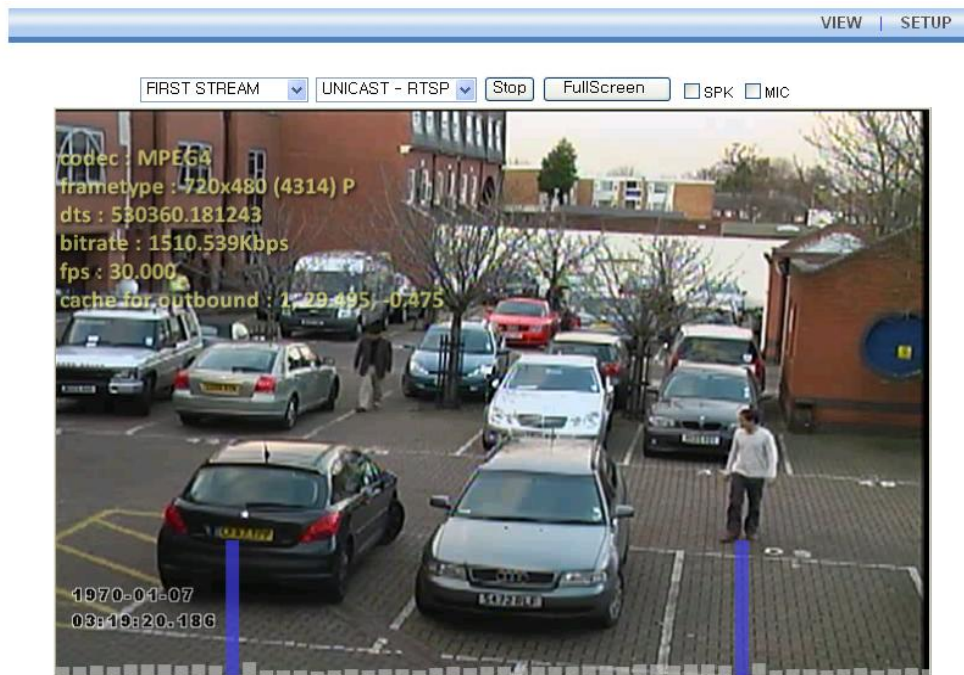 VIEW | SETUP
FIRST STREAM UNICAST - RTSP Stop FullScreen SPK MIC
codec : MPEG4
frametype : 720x480 (4314) P
dts : 530360.181243
bitrate : 1510.539Kbps
fps : 30.000
cache for outbound : 1, 29.495, -0.475
S472 RLF
1970-01-07
03:19:20.186